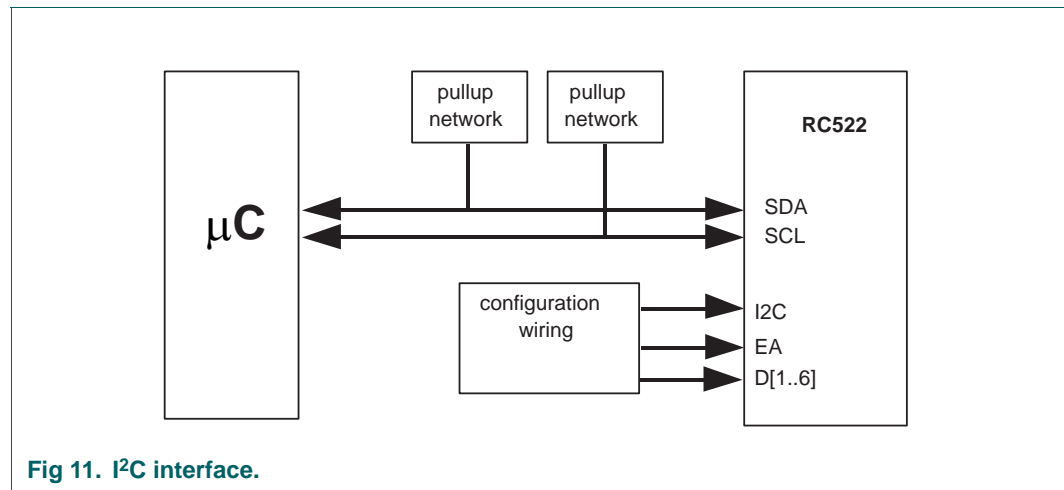 pullup
network
pullup
network
RC522
µC
SDA
SCL
configuration
wiring
I2C
EA
D[1..6]
Fig 11. I²C interface.